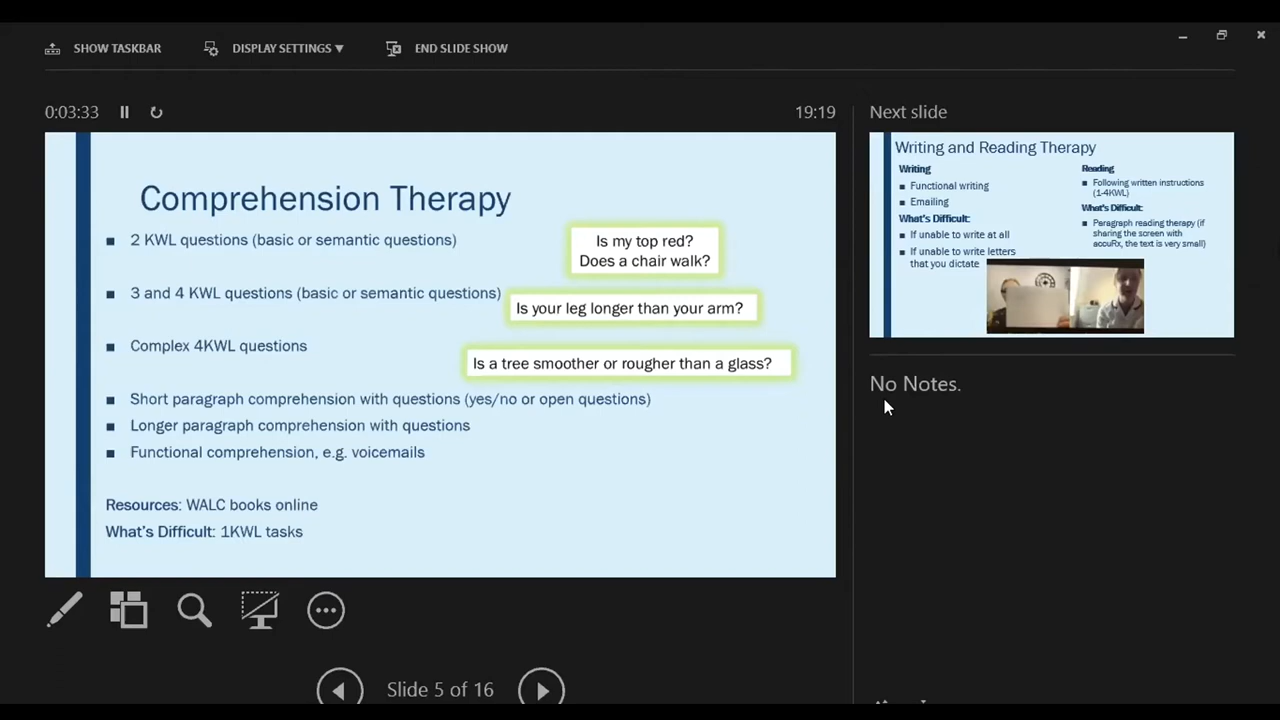 SHOW TASKBAR
DISPLAY SETTINGS ▼
END SLIDE SHOW
0:03:33
19:19
Comprehension Therapy
■ 2 KWL questions (basic or semantic questions)
Is my top red?
Does a chair walk?
■ 3 and 4 KWL questions (basic or semantic questions)
Is your leg longer than your arm?
■ Complex 4KWL questions
Is a tree smoother or rougher than a glass?
■ Short paragraph comprehension with questions (yes/no or open questions)
■ Longer paragraph comprehension with questions
■ Functional comprehension, e.g. voicemails
Resources: WALC books online
What's Difficult: 1KWL tasks
Slide 5 of 16
Next slide
Writing and Reading Therapy
Writing
■ Functional writing
■ Emailing
What's Difficult:
■ If unable to write at all
■ If unable to write letters
that you dictate
Reading
■ Following written instructions
(1-4KWL)
What's Difficult:
■ Paragraph reading therapy (if
sharing the screen with
accuRx, the text is very small)
No Notes.